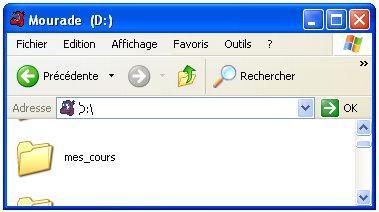 Mourade (D:)
Fichier Edition Affichage Favoris Outils ?
Précédente Rechercher »
Adresse D:\ OK
mes_cours